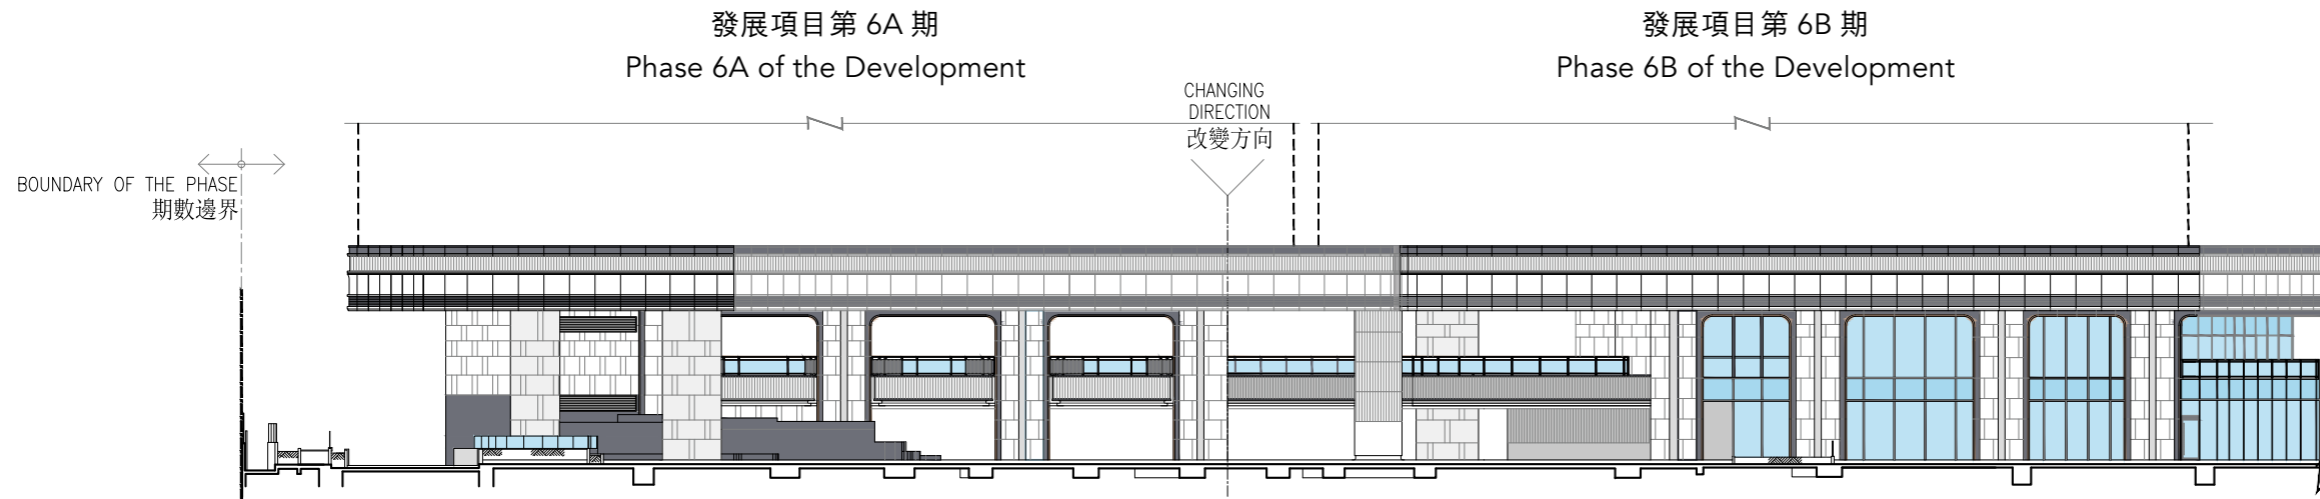 發展項目第 6A 期
Phase 6A of the Development
發展項目第 6B 期
Phase 6B of the Development
CHANGING
DIRECTION
改變方向
BOUNDARY OF THE PHASE
期數邊界